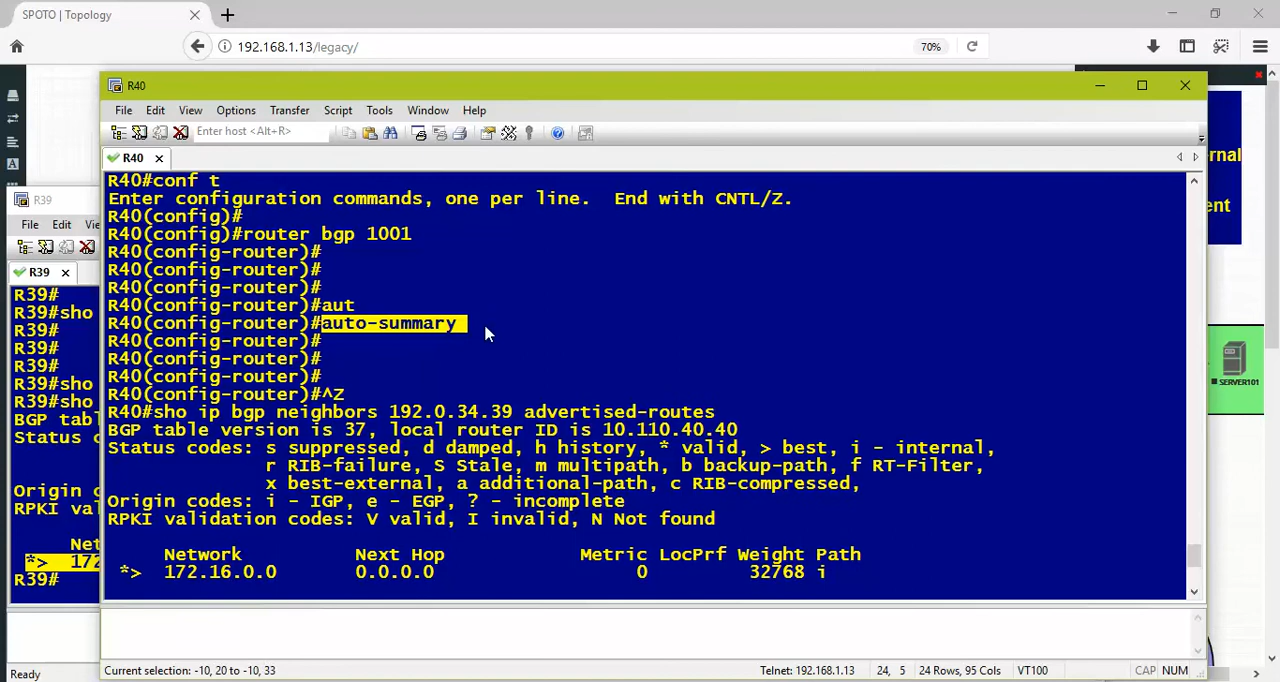 SPOTO | Topology
192.168.1.13/legacy/
70%
R40
File Edit View Options Transfer Script Tools Window Help
Enter host <Alt+R>
R40
R40#conf t
Enter configuration commands, one per line.  End with CNTL/Z.
R40(config)#
R40(config)#router bgp 1001
R40(config-router)#
R40(config-router)#
R40(config-router)#
R40(config-router)#aut
R40(config-router)#auto-summary
R40(config-router)#
R40(config-router)#
R40(config-router)#
R40(config-router)#^Z
R40#sho ip bgp neighbors 192.0.34.39 advertised-routes
BGP table version is 37, local router ID is 10.110.40.40
Status codes: s suppressed, d damped, h history, * valid, > best, i - internal,
r RIB-failure, S Stale, m multipath, b backup-path, f RT-Filter,
x best-external, a additional-path, c RIB-compressed,
Origin codes: i - IGP, e - EGP, ? - incomplete
RPKI validation codes: V valid, I invalid, N Not found
Network Next Hop Metric LocPrf Weight Path
*> 172.16.0.0 0.0.0.0 0 32768 i
Current selection: -10, 20 to -10, 33
Telnet: 192.168.1.13 24, 5 24 Rows, 95 Cols VT100 CAP NUM
R39
File Edit Vie
R39
R39#
R39#sho
R39#
R39#
R39#
R39#sho
R39#sho
BGP tabl
Status c
Origin c
RPKI val
Net
*> 172
R39#
Ready
rnal
ent
SERVER101